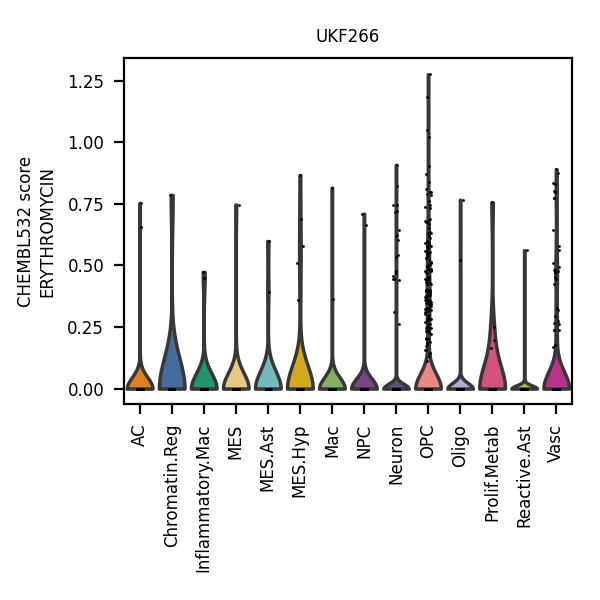 UKF266
CHEMBL532 score
ERYTHROMYCIN
1.25
1.00
0.75
0.50
0.25
0.00
AC
Chromatin.Reg
Inflammatory.Mac
MES
MES.Ast
MES.Hyp
Mac
NPC
Neuron
OPC
Oligo
Prolif.Metab
Reactive.Ast
Vasc